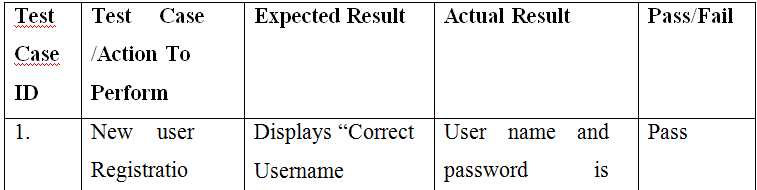 Test Case ID
Test Case /Action To Perform
Expected Result
Actual Result
Pass/Fail
1.
New user Registratio
Displays “Correct Username
User name and password is
Pass